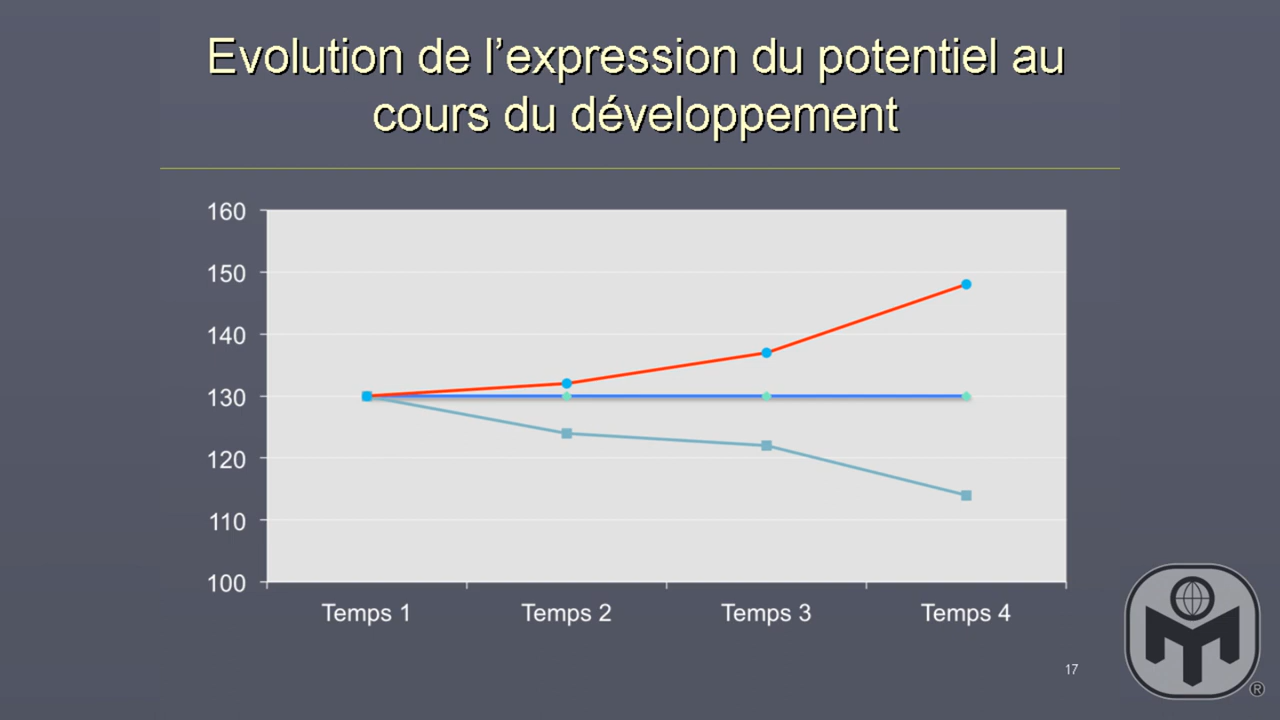 Evolution de l’expression du potentiel au
cours du développement
160
150
140
130
120
110
100
Temps 1
Temps 2
Temps 3
Temps 4
17
®